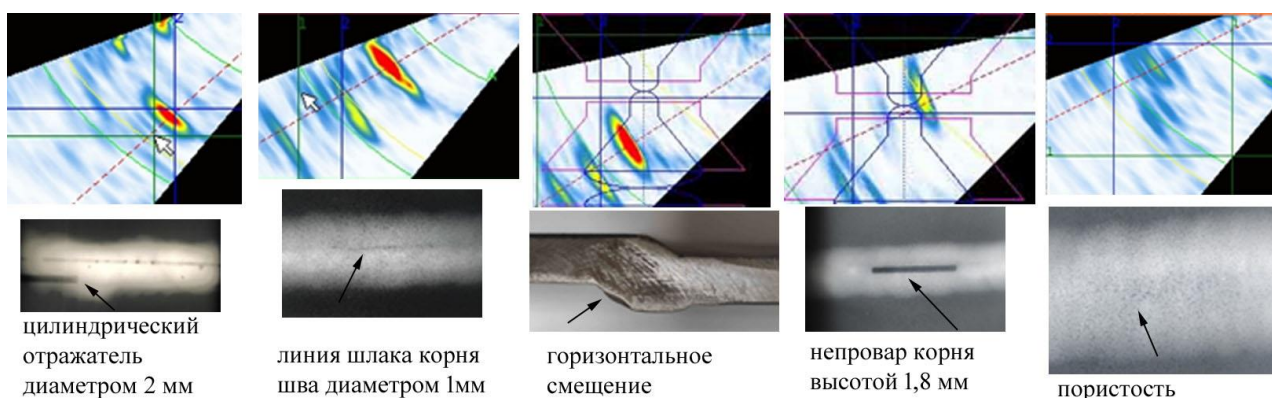 цилиндрический
отражатель
диаметром 2 мм
линия шлака корня
шва диаметром 1мм
горизонтальное
смещение
непровар корня
высотой 1,8 мм
пористость